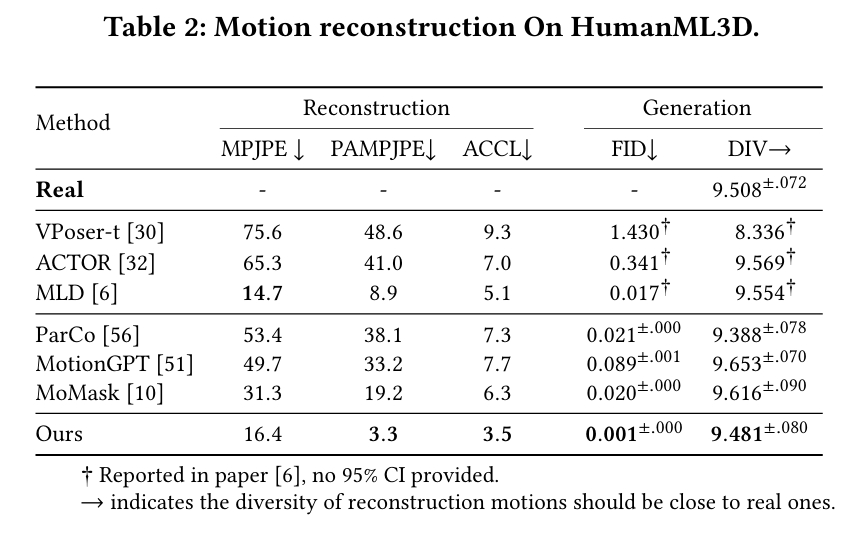 Table 2: Motion reconstruction On HumanML3D.
Method Reconstruction Generation
MPJPE ↓ PAMPJPE↓ ACCL↓ FID↓ DIV→
Real - - - - 9.508±.072
VPoser-t [30] 75.6 48.6 9.3 1.430† 8.336†
ACTOR [32] 65.3 41.0 7.0 0.341† 9.569†
MLD [6] 14.7 8.9 5.1 0.017† 9.554†
ParCo [56] 53.4 38.1 7.3 0.021±.000 9.388±.078
MotionGPT [51] 49.7 33.2 7.7 0.089±.001 9.653±.070
MoMask [10] 31.3 19.2 6.3 0.020±.000 9.616±.090
Ours 16.4 3.3 3.5 0.001±.000 9.481±.080
† Reported in paper [6], no 95% CI provided.
→ indicates the diversity of reconstruction motions should be close to real ones.